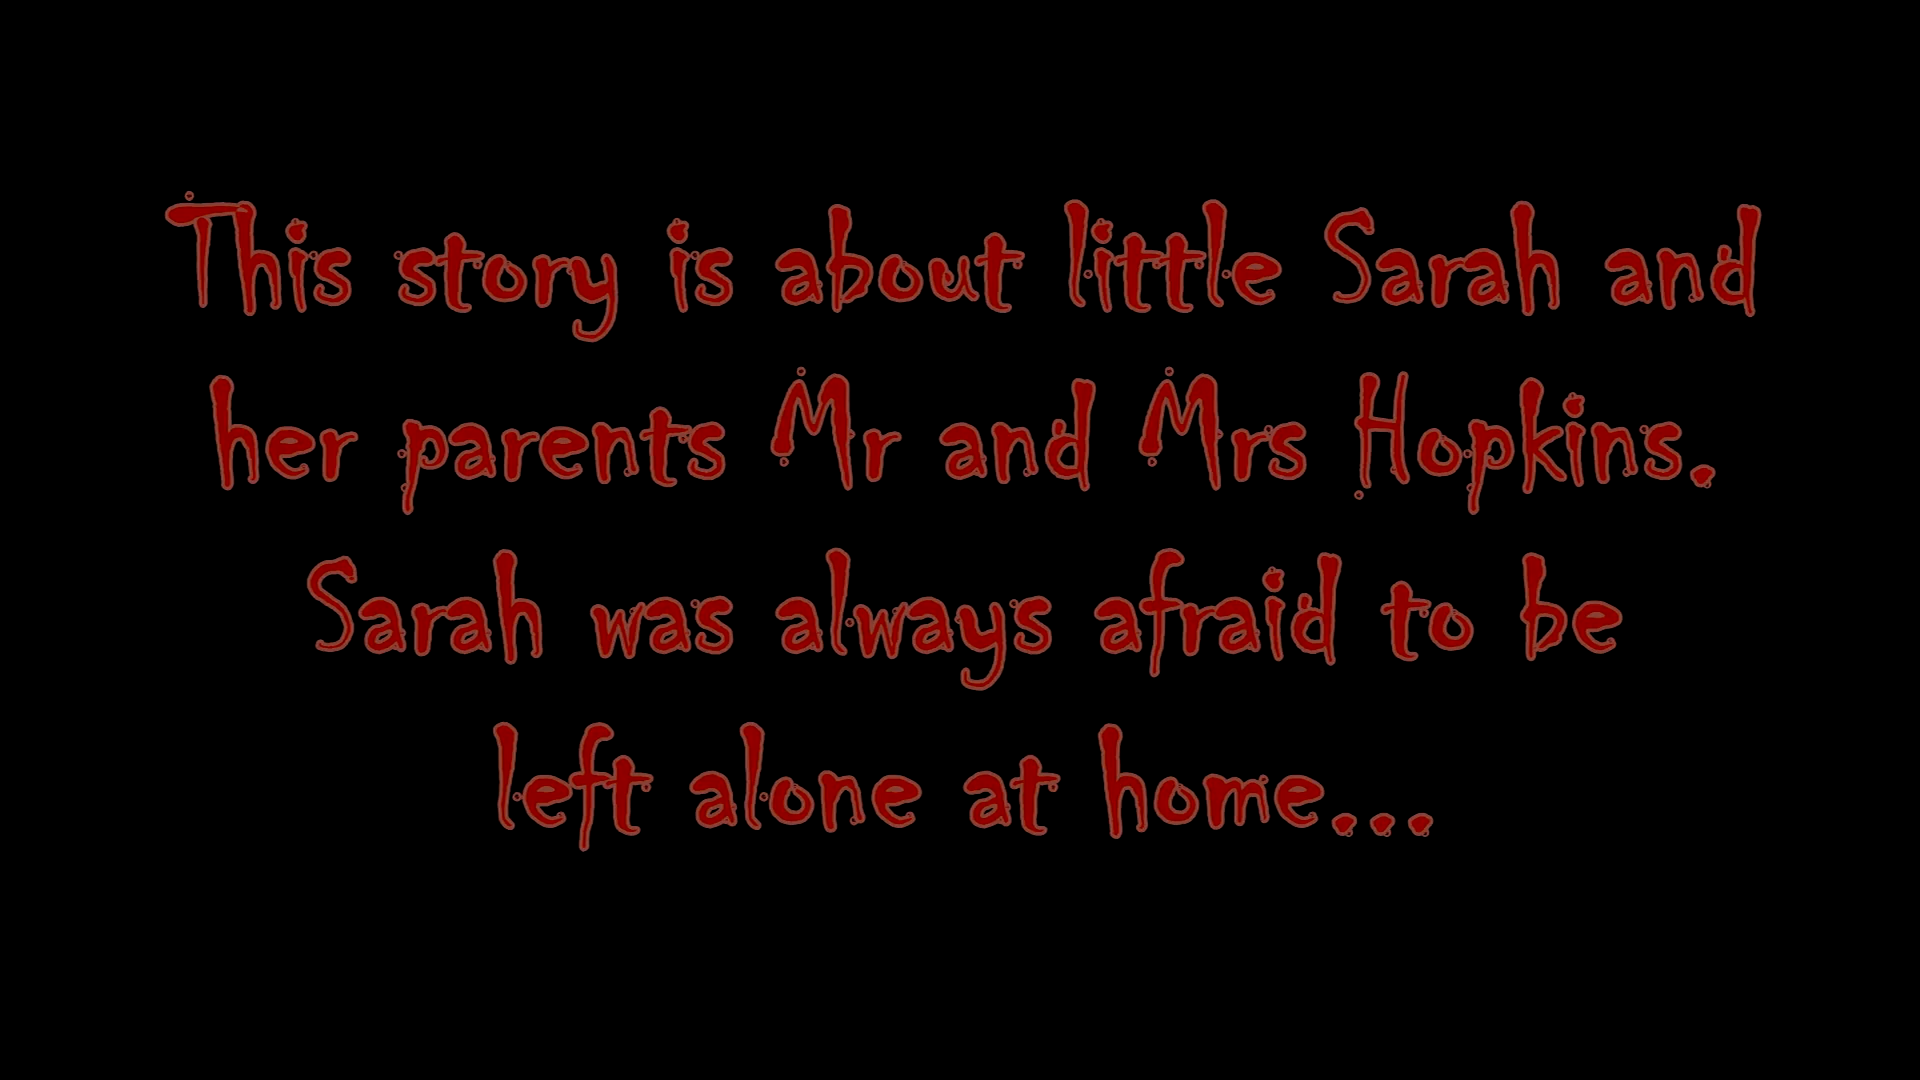 This story is about little Sarah and
her parents Mr and Mrs Hopkins.
Sarah was always afraid to be
left alone at home...